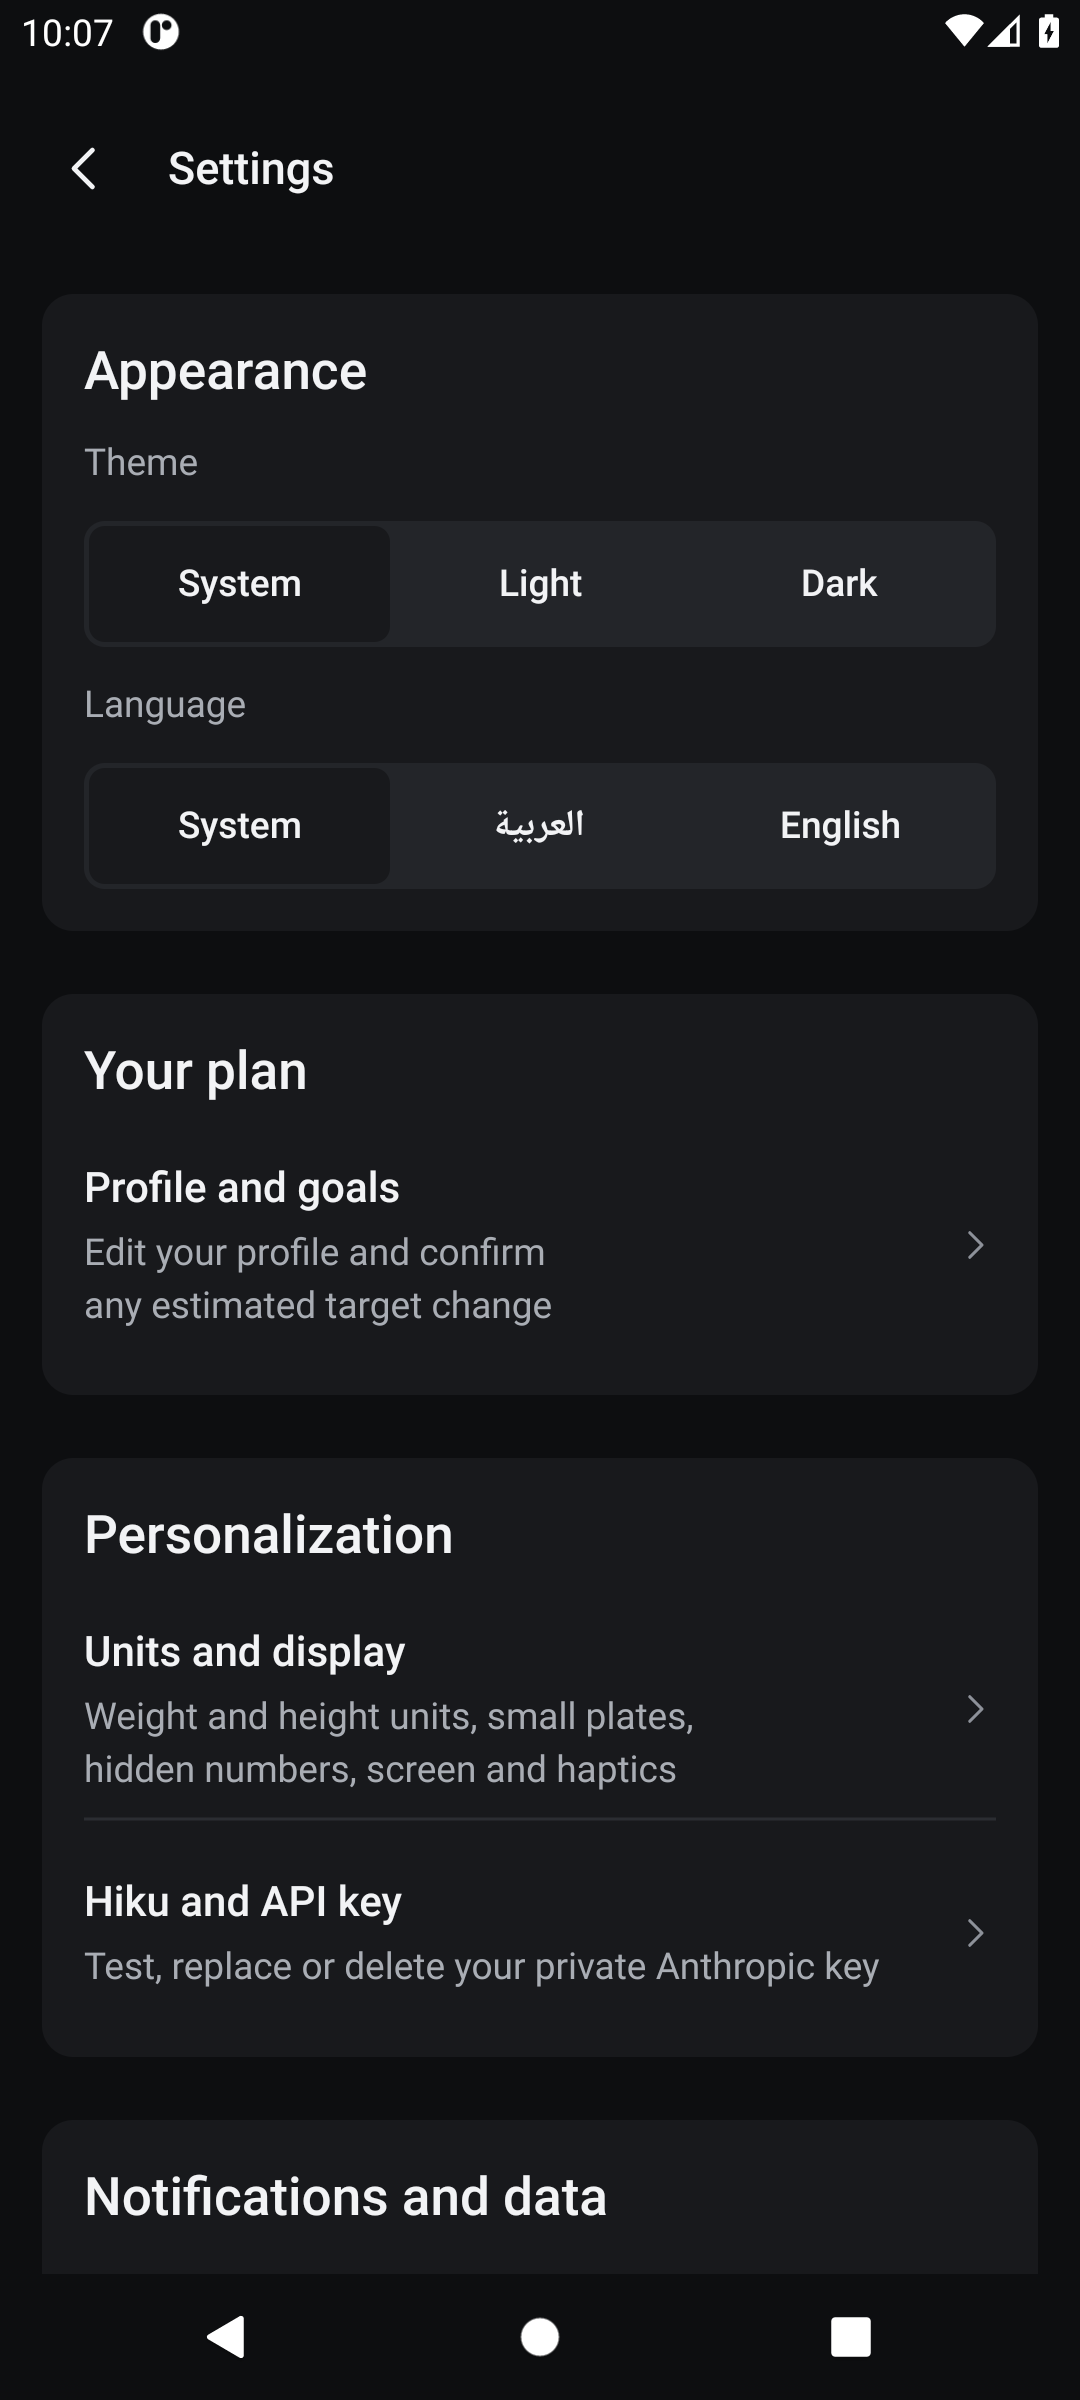 10:07
Settings
Appearance
Theme
System Light Dark
Language
System العربية English
Your plan
Profile and goals
Edit your profile and confirm
any estimated target change
Personalization
Units and display
Weight and height units, small plates,
hidden numbers, screen and haptics
Hiku and API key
Test, replace or delete your private Anthropic key
Notifications and data